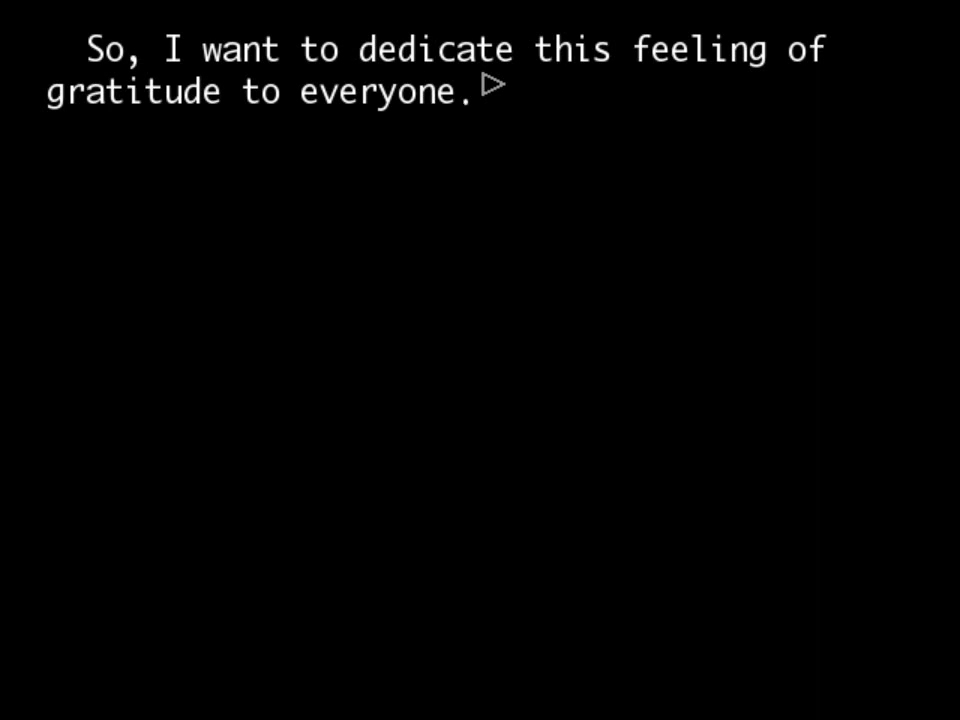 So, I want to dedicate this feeling of
gratitude to everyone.